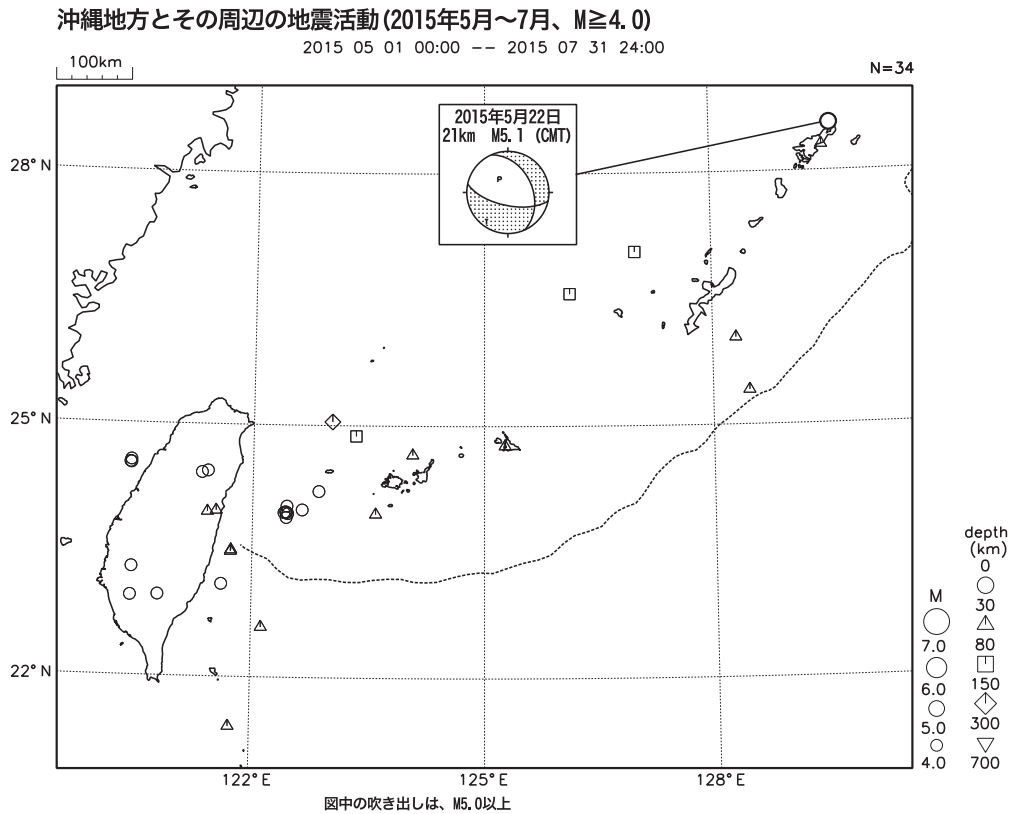 沖縄地方とその周辺の地震活動(2015年5月～7月、M≧4.0)
2015 05 01 00:00 -- 2015 07 31 24:00
100km
N=34
2015年5月22日
21km M5.1 (CMT)
P
T
28°N
25°N
22°N
122°E
125°E
128°E
depth
(km)
0
30
80
150
300
700
M
7.0
6.0
5.0
4.0
図中の吹き出しは、M5.0以上